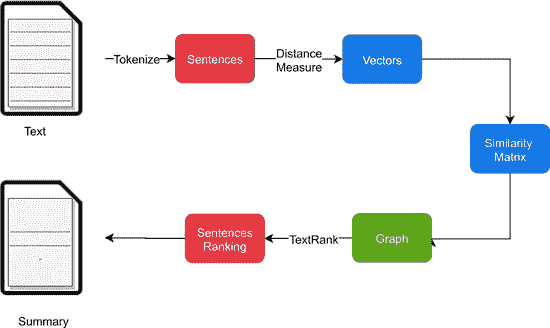 Tokenize
Sentences
Distance
Measure
Vectors
Text
Similarity
Matrix
Graph
TextRank
Sentences
Ranking
Summary